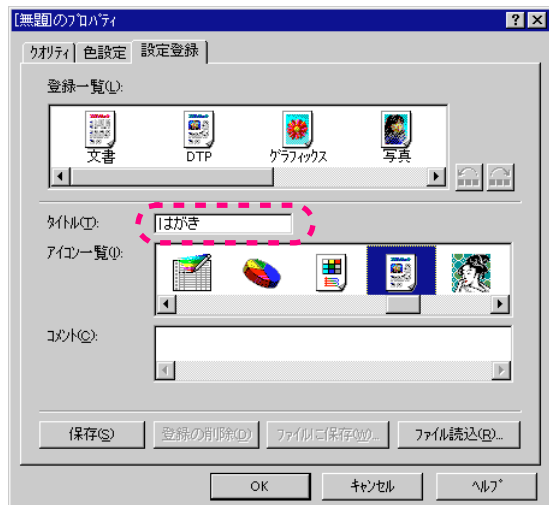 [無題]のプロパティ
クオリティ 色設定 設定登録
登録一覧(L):
文書 DTP グラフィックス 写真
タイトル(T): はがき
アイコン一覧(I):
コメント(C):
保存(S) 登録の削除(D) ファイルに保存(W)... ファイル読込(R)...
OK キャンセル ヘルプ